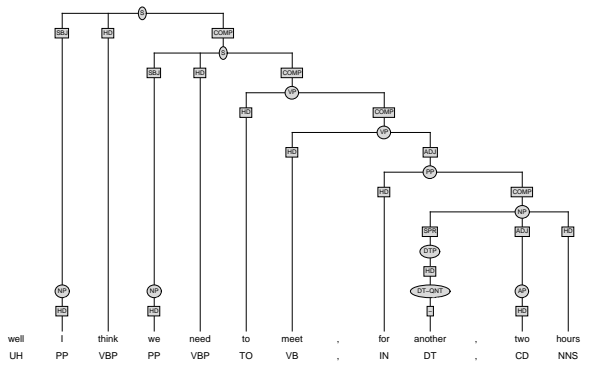 S
SBJ HD COMP
S
SBJ HD COMP
VP
HD COMP
VP
HD ADJ
PP
HD COMP
NP
SPR ADJ HD
DTP
HD
NP NP DT-QNT AP
HD HD - HD
well I think we need to meet , for another , two hours
UH PP VBP PP VBP TO VB , IN DT , CD NNS